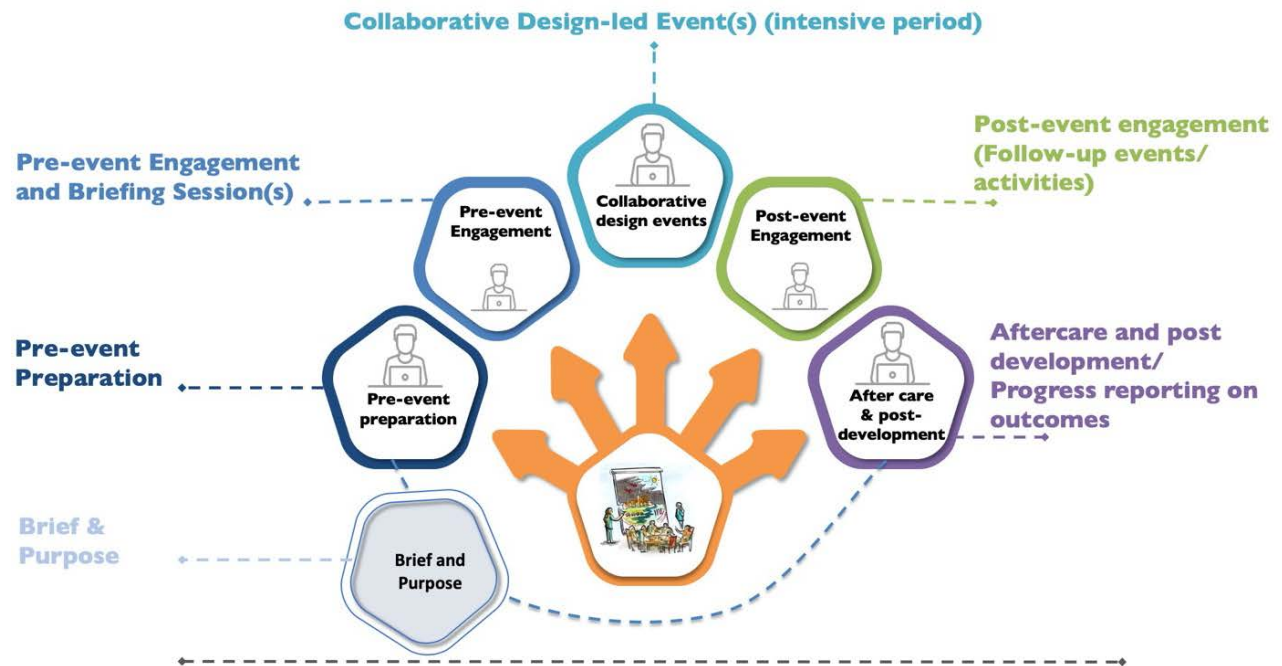 Collaborative Design-led Event(s) (intensive period)
Pre-event Engagement
and Briefing Session(s)
Post-event engagement
(Follow-up events/
activities)
Collaborative
design events
Pre-event
Engagement
Post-event
Engagement
Pre-event
Preparation
Pre-event
preparation
After care
& post-
development
Aftercare and post
development/
Progress reporting on
outcomes
Brief &
Purpose
Brief and
Purpose